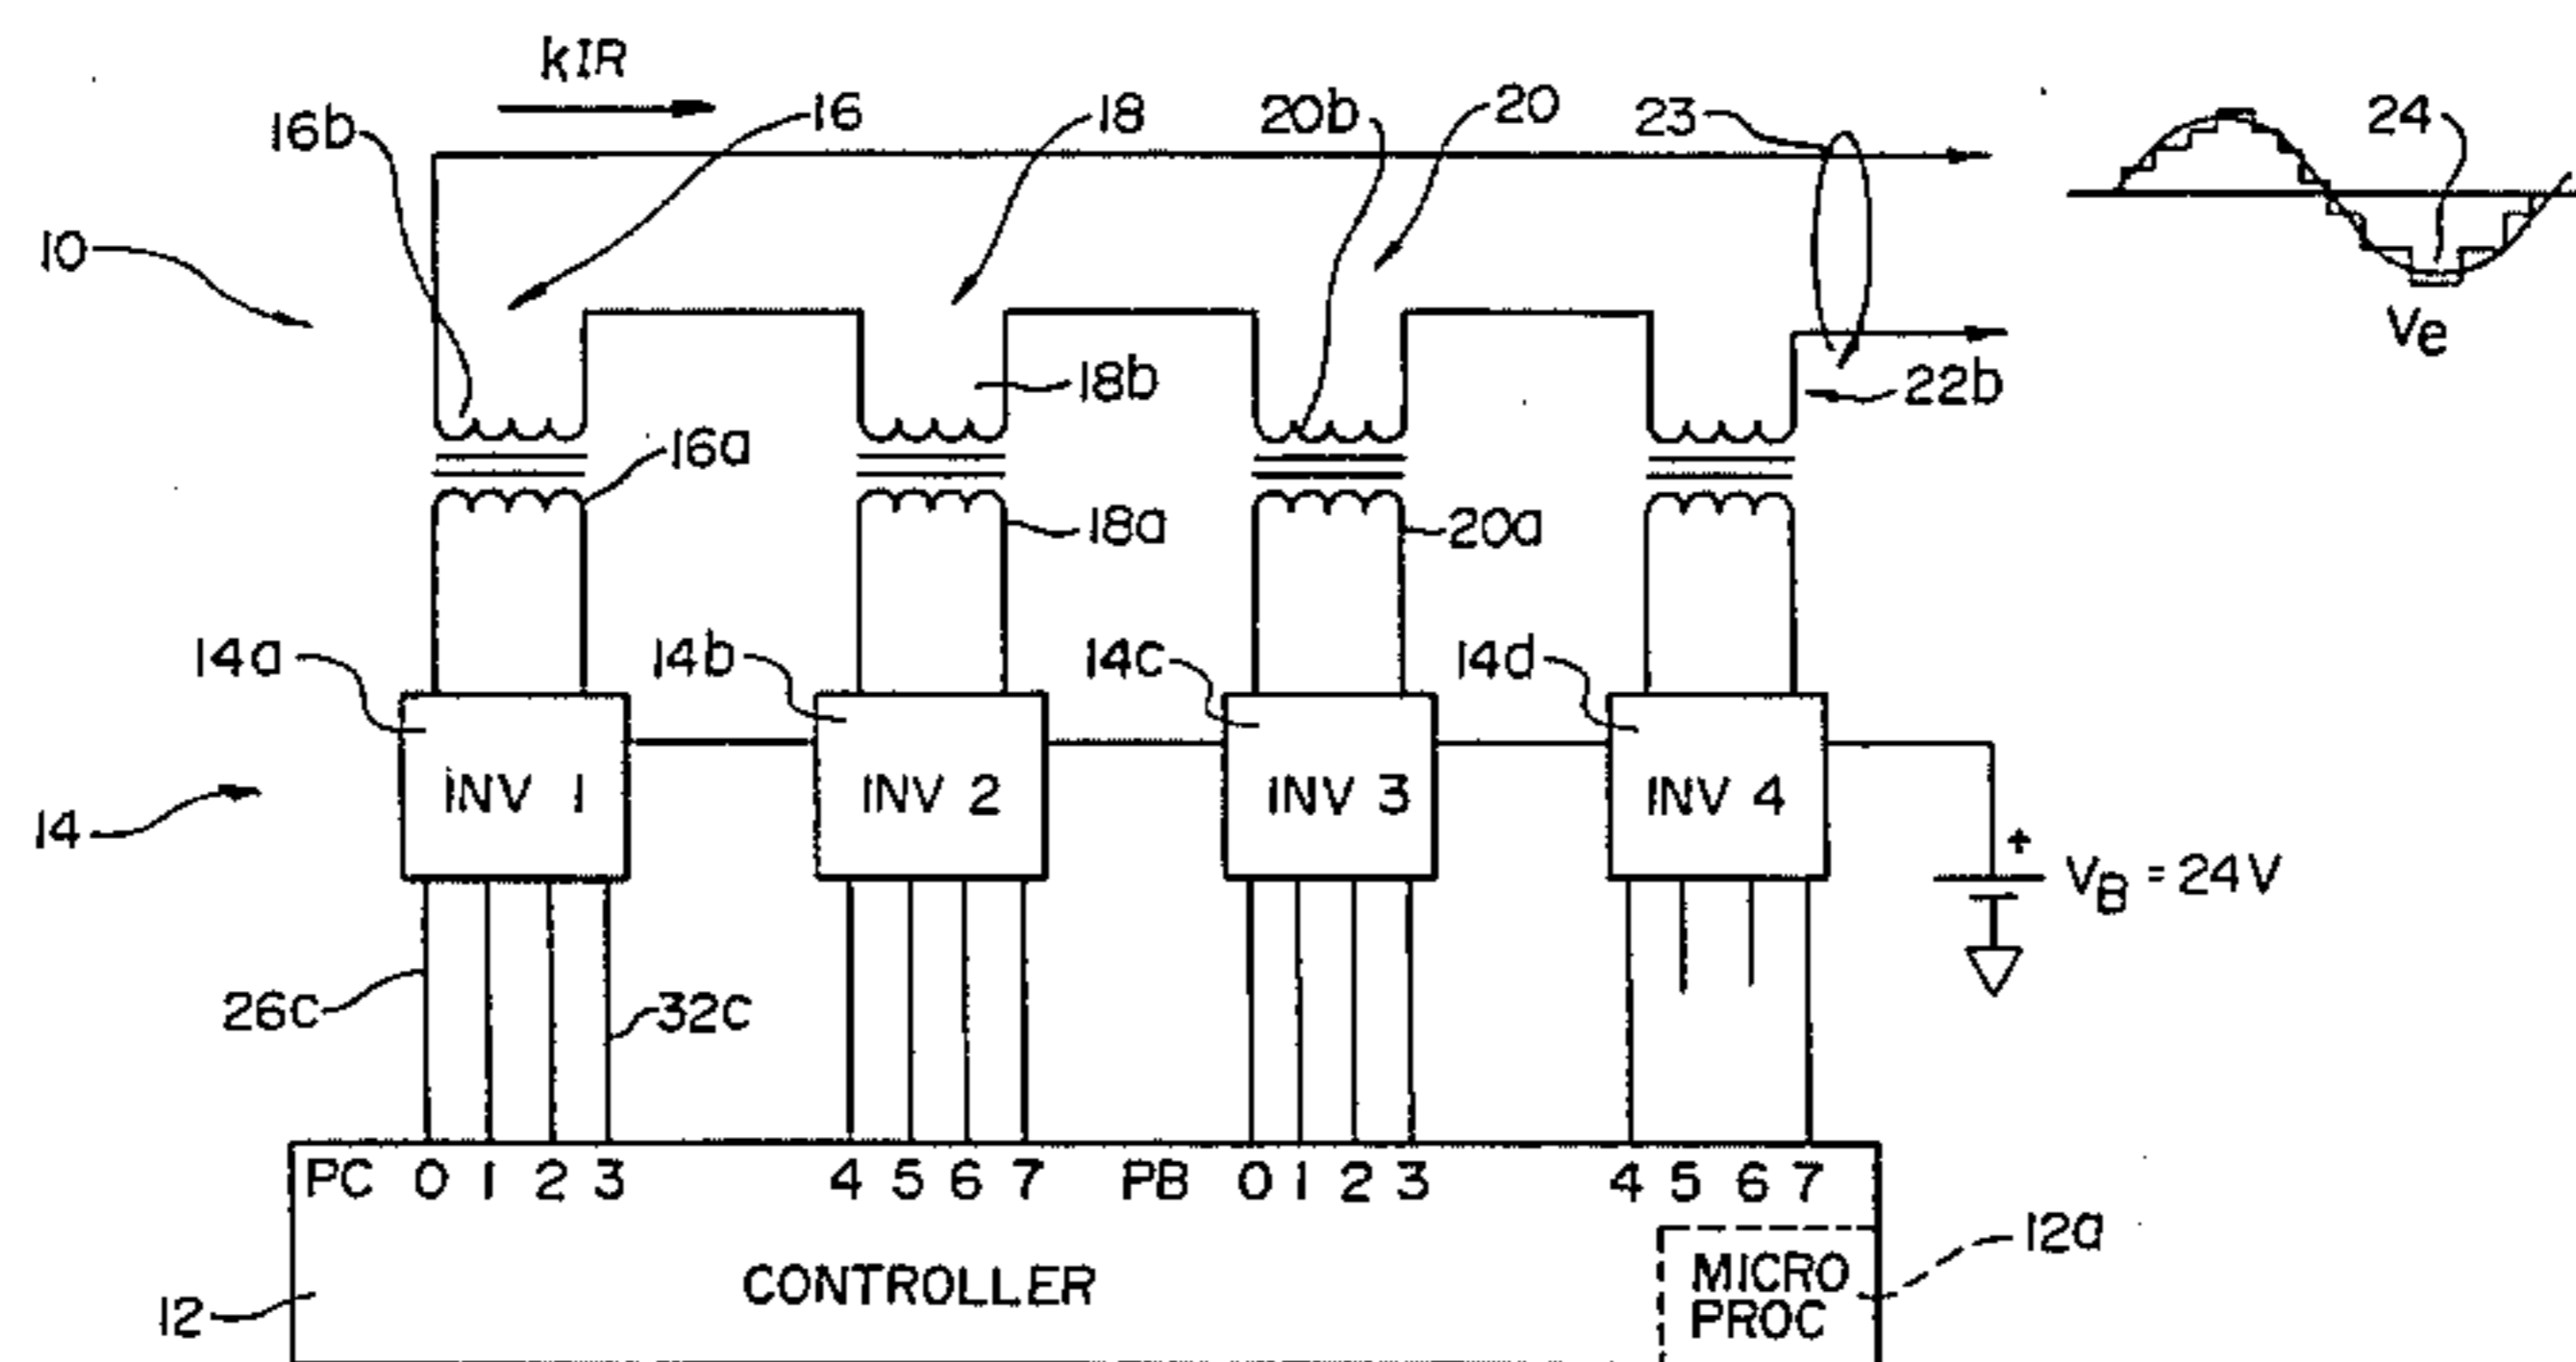 kIR
16b
16
18
20b
20
23
24
10
Ve
18b
22b
16a
18a
20a
14a
14b
14c
14d
INV 1
INV 2
INV 3
INV 4
14
+
VB = 24V
26c
32c
PC 0 1 2 3 4 5 6 7 PB 0 1 2 3 4 5 6 7
12a
CONTROLLER
MICRO
PROC
12